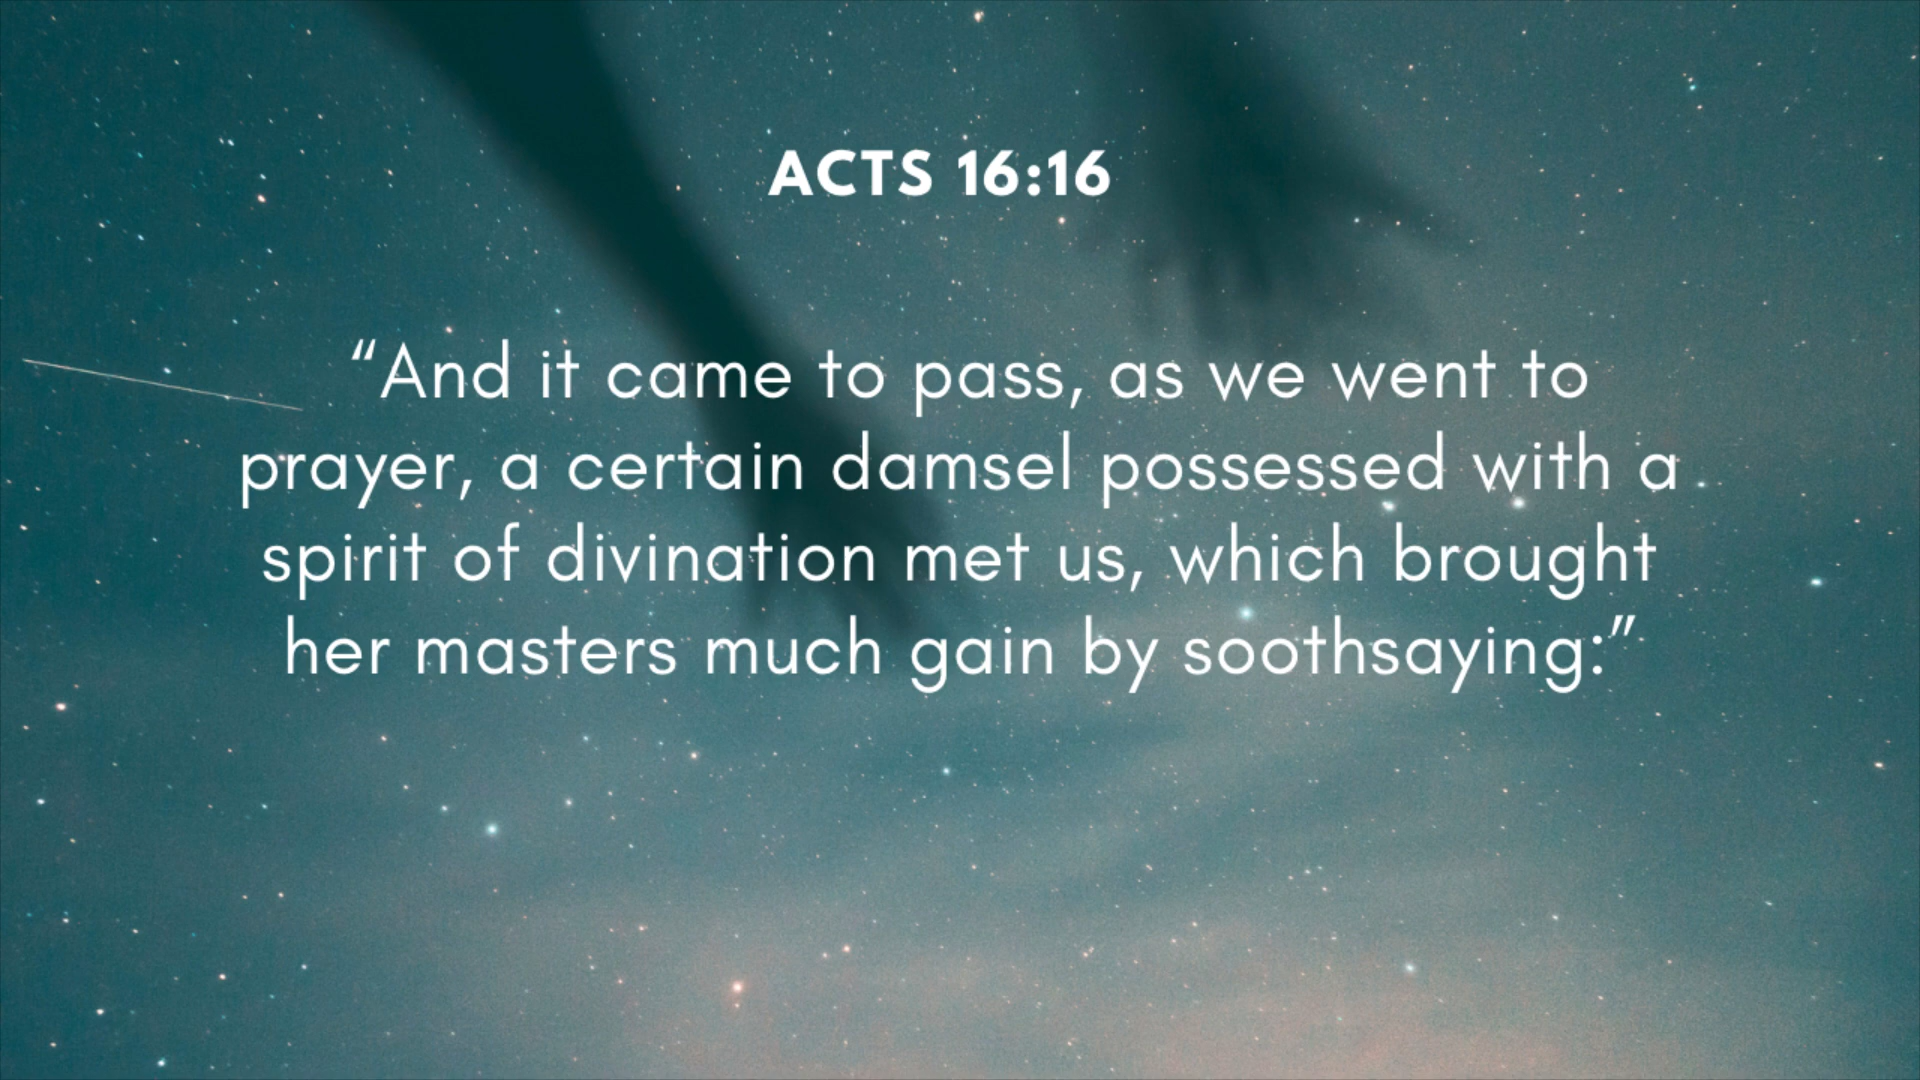 ACTS 16:16
“And it came to pass, as we went to
prayer, a certain damsel possessed with a
spirit of divination met us, which brought
her masters much gain by soothsaying:”